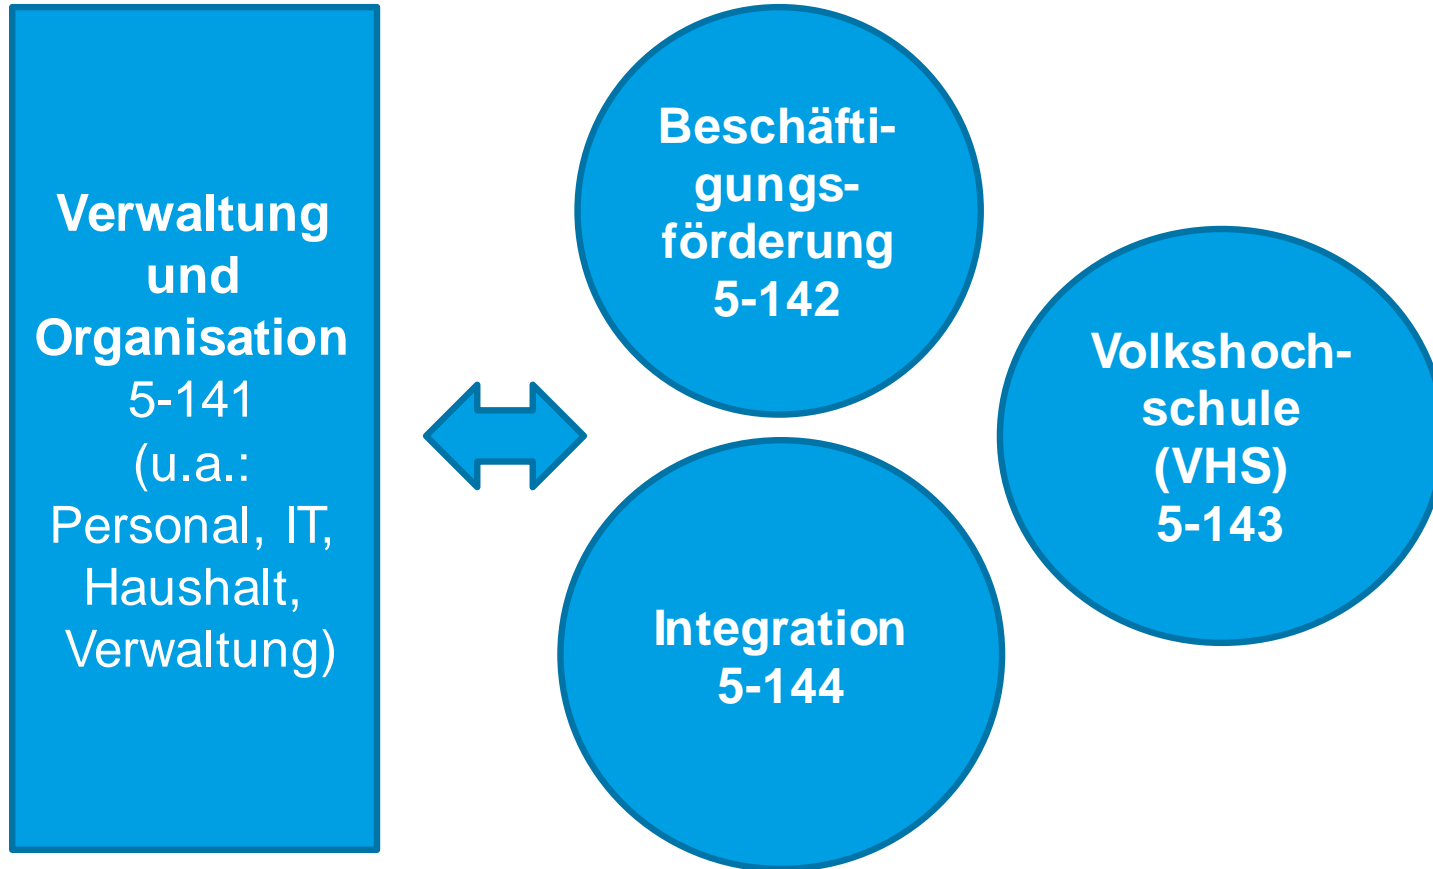 Verwaltung
und
Organisation
5-141
(u.a.:
Personal, IT,
Haushalt,
Verwaltung)
Beschäfti-
gungs-
förderung
5-142
Volkshoch-
schule
(VHS)
5-143
Integration
5-144